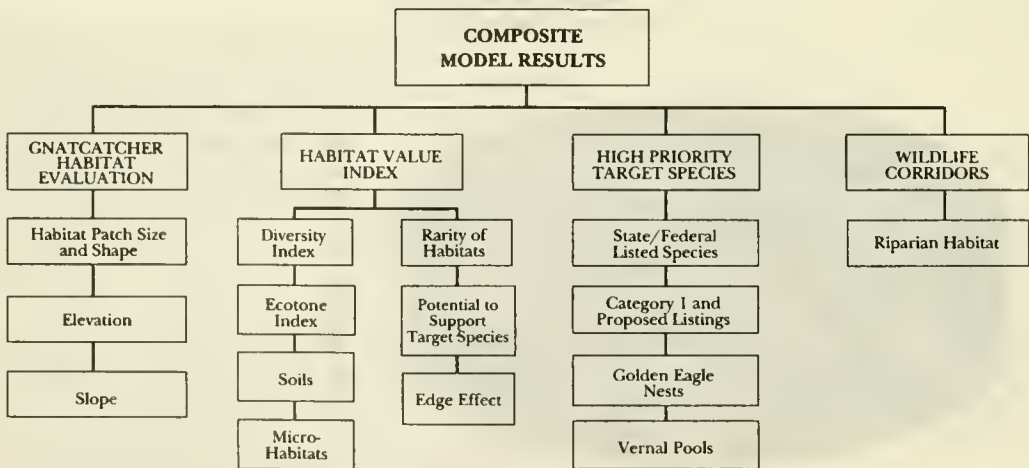 COMPOSITE
MODEL RESULTS
GNATCATCHER
HABITAT
EVALUATION
Habitat Patch Size
and Shape
Elevation
Slope
HABITAT VALUE
INDEX
Diversity
Index
Ecotone
Index
Soils
Micro-
Habitats
Rarity of
Habitats
Potential to
Support
Target Species
Edge Effect
HIGH PRIORITY
TARGET SPECIES
State/Federal
Listed Species
Category 1 and
Proposed Listings
Golden Eagle
Nests
Vernal Pools
WILDLIFE
CORRIDORS
Riparian Habitat